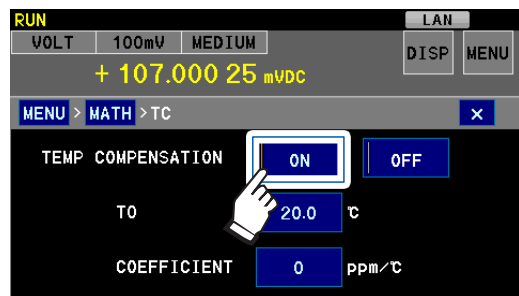 RUN LAN
VOLT 100mV MEDIUM DISP MENU
+ 107.000 25 mVDC
MENU > MATH > TC ×
TEMP COMPENSATION ON OFF
TO 20.0 ℃
COEFFICIENT 0 ppm/℃